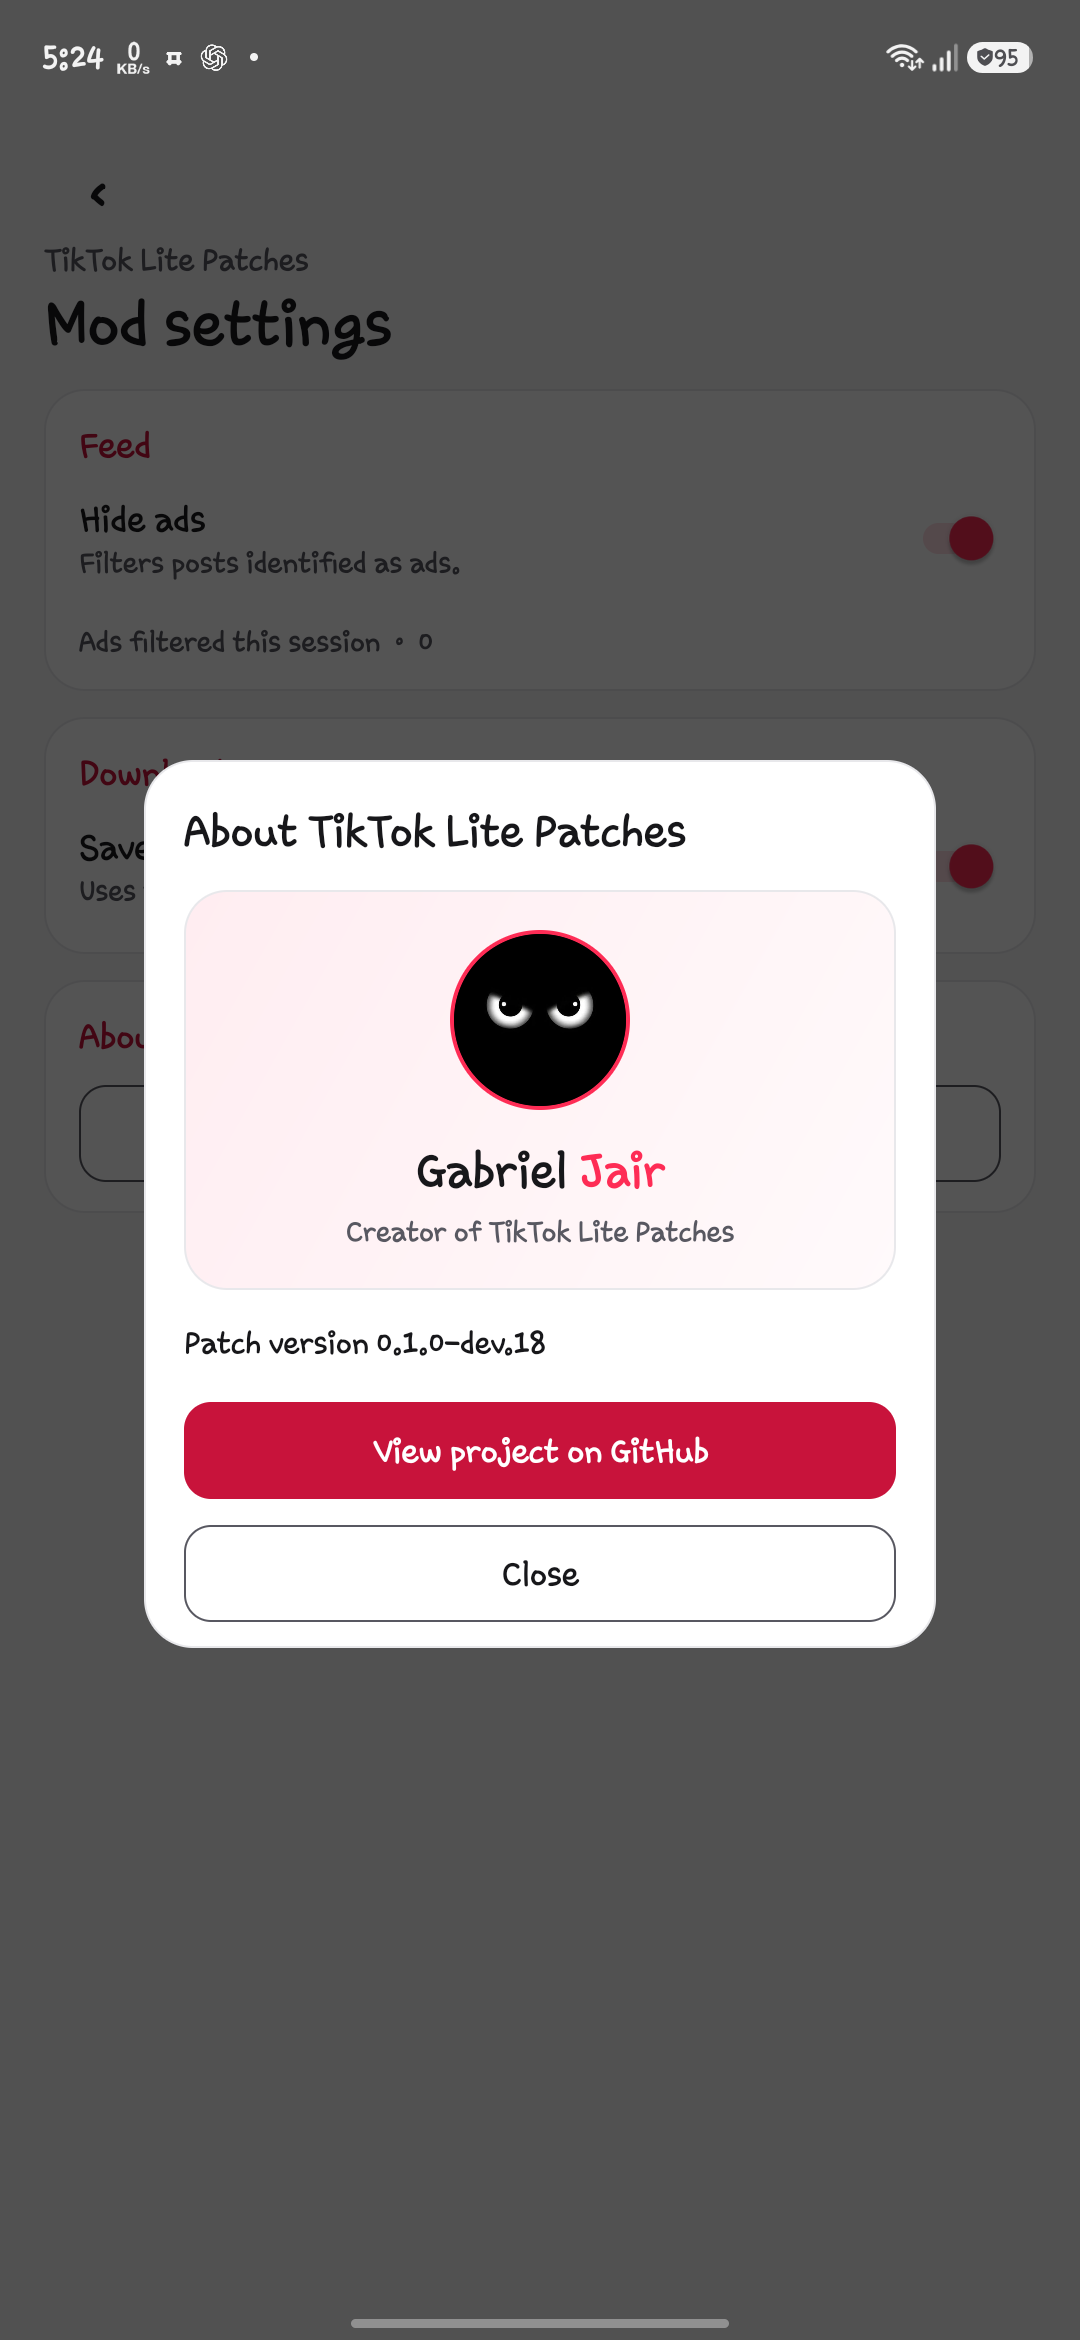 5:24 0 KB/s 95
TikTok Lite Patches
Mod settings
Feed
Hide ads
Filters posts identified as ads.
Ads filtered this session • 0
About TikTok Lite Patches
Gabriel Jair
Creator of TikTok Lite Patches
Patch version 0.1.0-dev.18
View project on GitHub
Close